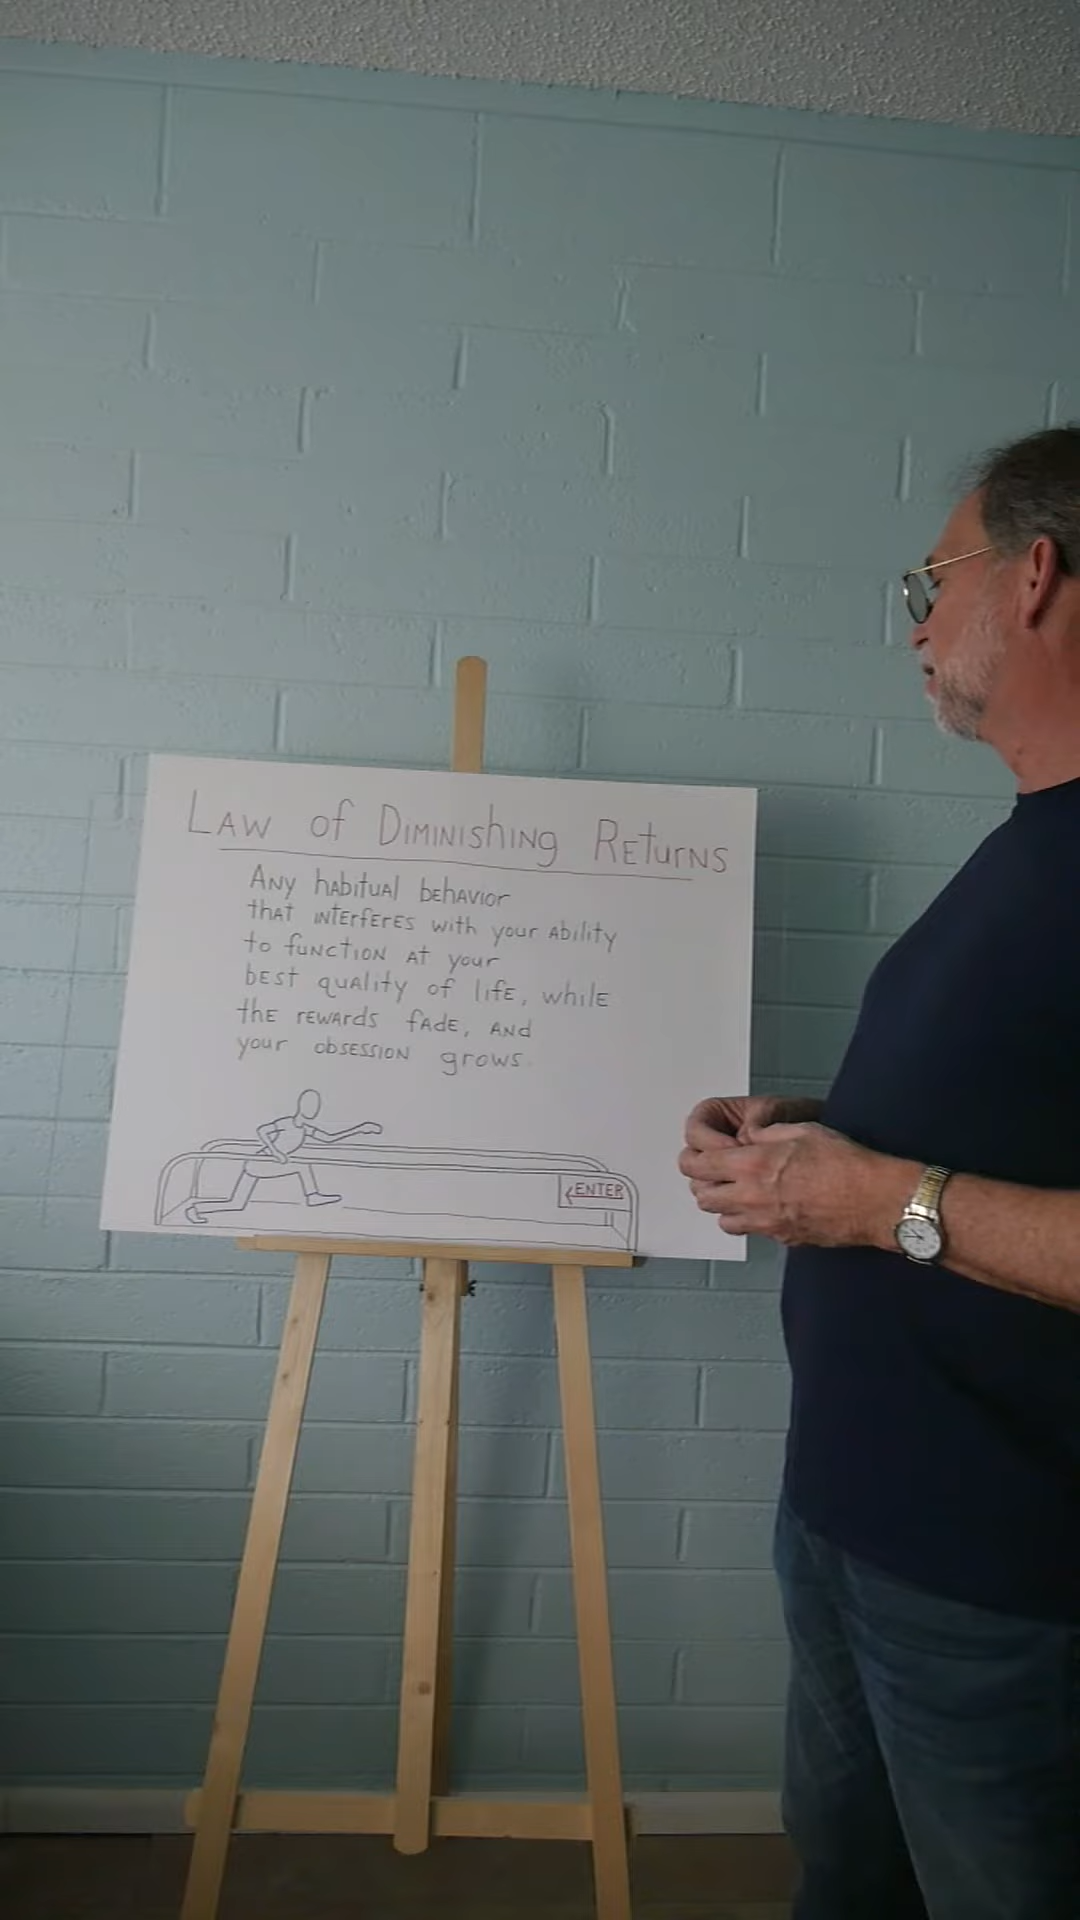 Law of Diminishing Returns
Any habitual behavior
that interferes with your ability
to function at your
best quality of life, while
the rewards fade, and
your obsession grows.
←ENTER